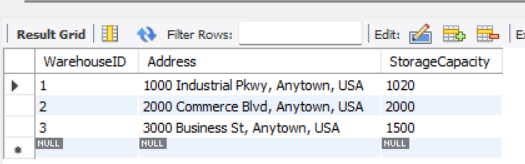 Result Grid Filter Rows: Edit:
WarehouseID Address StorageCapacity
1 1000 Industrial Pkwy, Anytown, USA 1020
2 2000 Commerce Blvd, Anytown, USA 2000
3 3000 Business St, Anytown, USA 1500
NULL NULL NULL